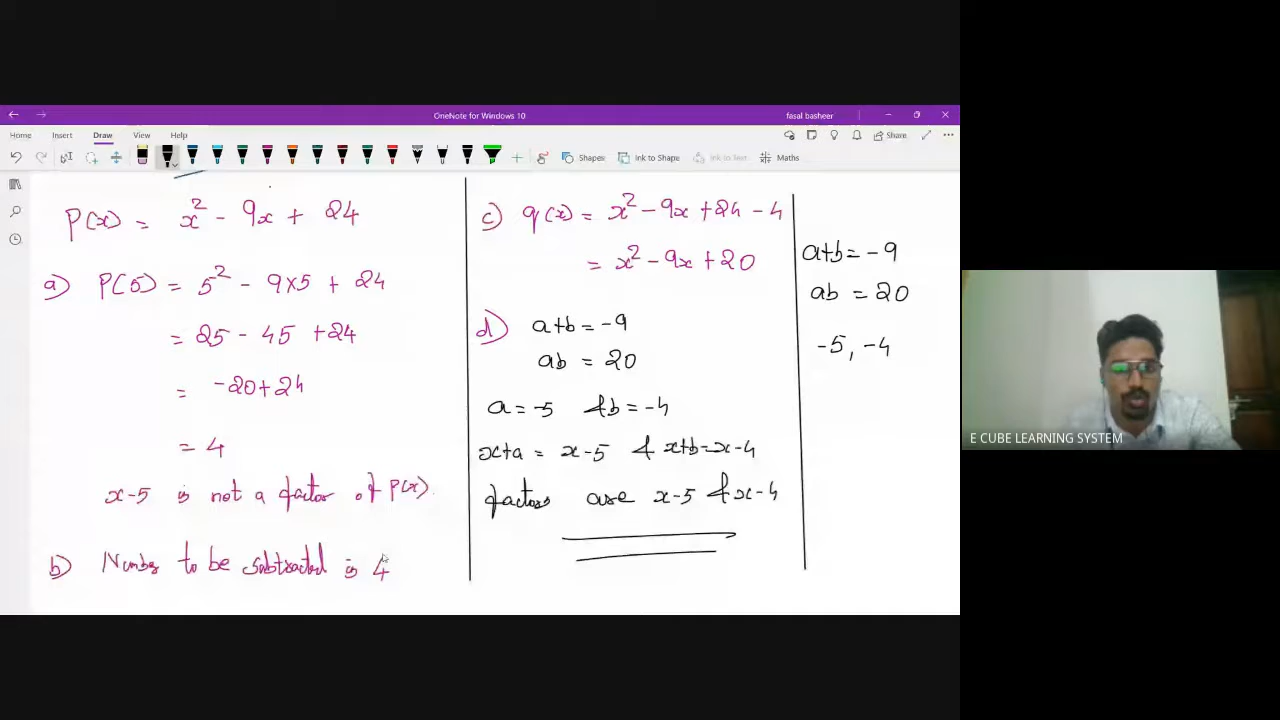 OneNote for Windows 10
fasal basheer
Home Insert Draw View Help
Share
Shapes Ink to Shape Ink to Text Maths
P(x) = x² - 9x + 24
a) P(5) = 5² - 9×5 + 24
= 25 - 45 + 24
= -20+24
= 4
x-5 is not a factor of P(x).
b) Number to be subtracted is 4
c) q(x) = x² - 9x + 24 - 4
= x² - 9x + 20
d) a+b = -9
ab = 20
a = -5 & b = -4
x+a = x-5 & x+b = x-4
factors are x-5 & x-4
a+b = -9
ab = 20
-5, -4
E CUBE LEARNING SYSTEM